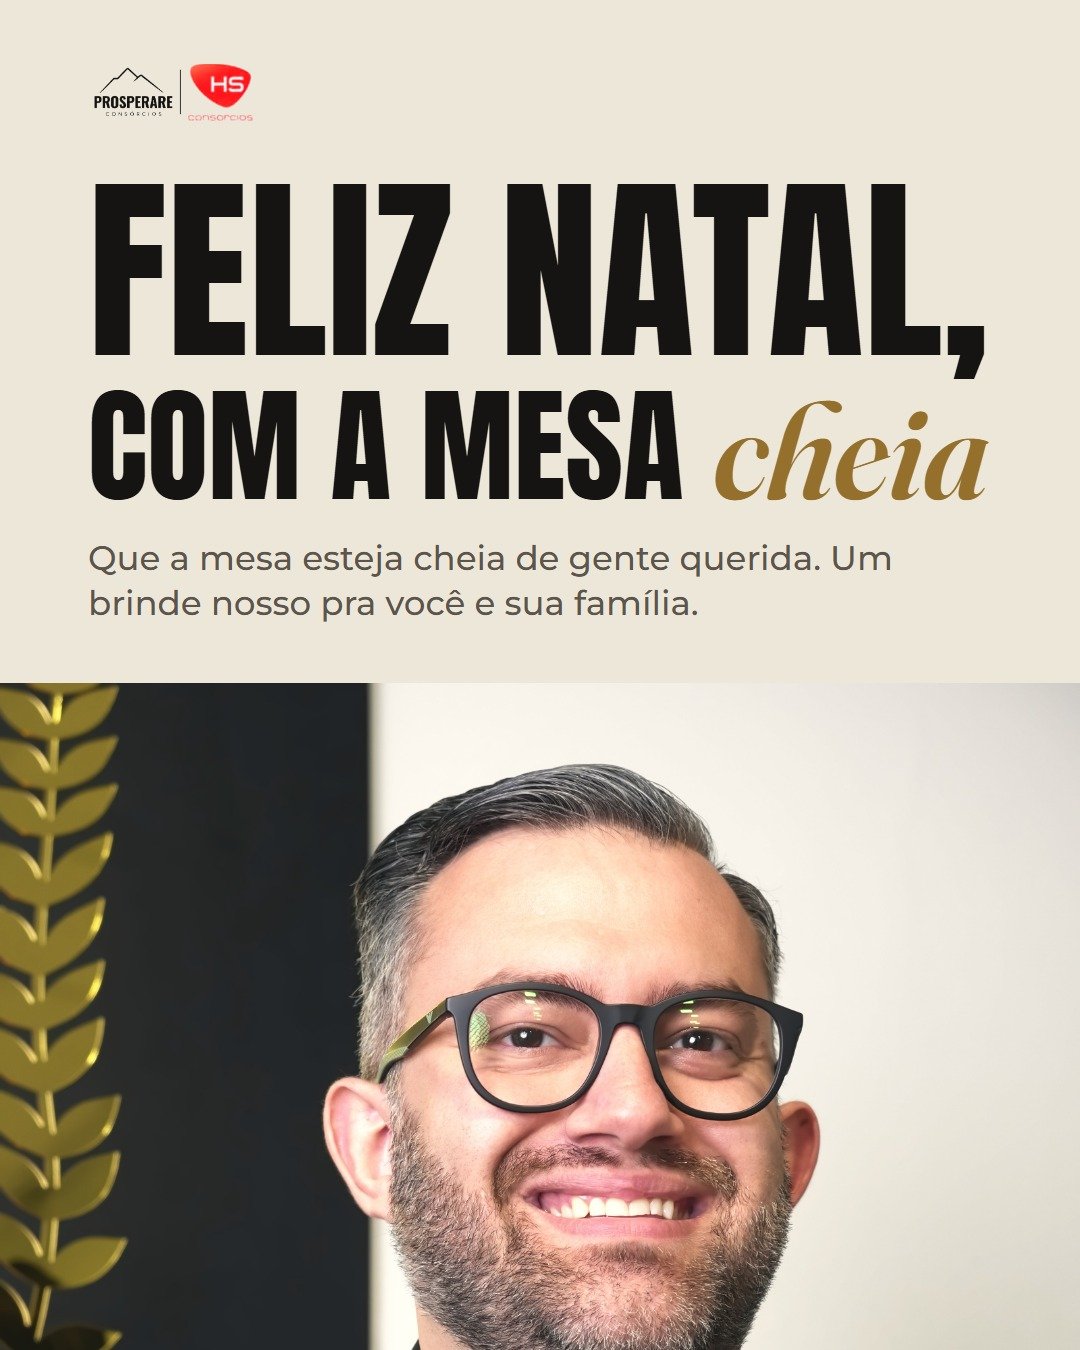 PROSPERARE
CONSÓRCIOS
HS
consórcios
FELIZ NATAL,
COM A MESA cheia
Que a mesa esteja cheia de gente querida. Um
brinde nosso pra você e sua família.